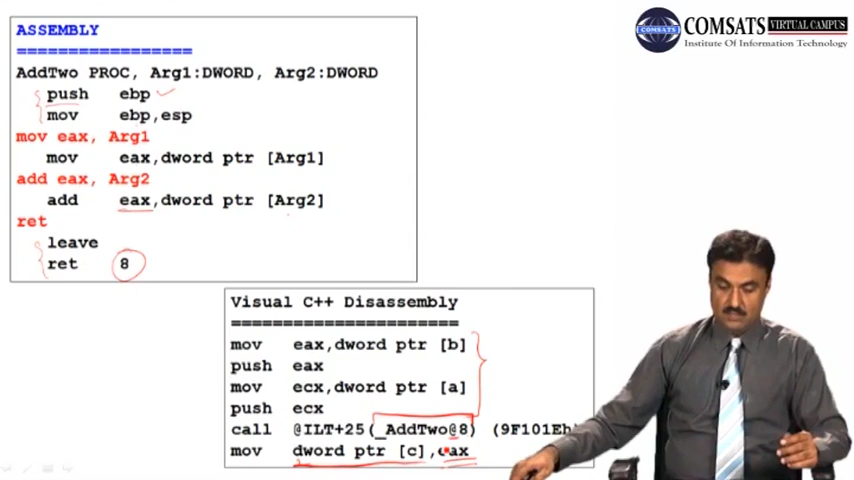 ASSEMBLY
==================
AddTwo PROC, Arg1:DWORD, Arg2:DWORD
push ebp
mov ebp,esp
mov eax, Arg1
mov eax,dword ptr [Arg1]
add eax, Arg2
add eax,dword ptr [Arg2]
ret
leave
ret 8
Visual C++ Disassembly
=======================
mov eax,dword ptr [b]
push eax
mov ecx,dword ptr [a]
push ecx
call @ILT+25(_AddTwo@8) (9F101Eh)
mov dword ptr [c],eax
COMSATS
COMSATS VIRTUAL CAMPUS
Institute Of Information Technology